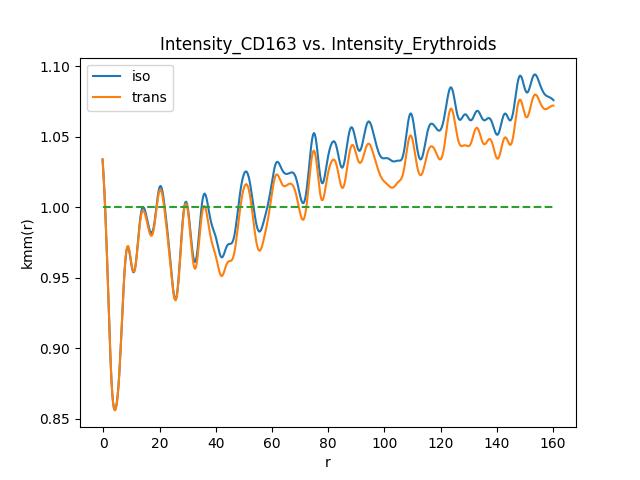 Intensity_CD163 vs. Intensity_Erythroids
iso
trans
kmm(r)
1.10
1.05
1.00
0.95
0.90
0.85
0 20 40 60 80 100 120 140 160
r